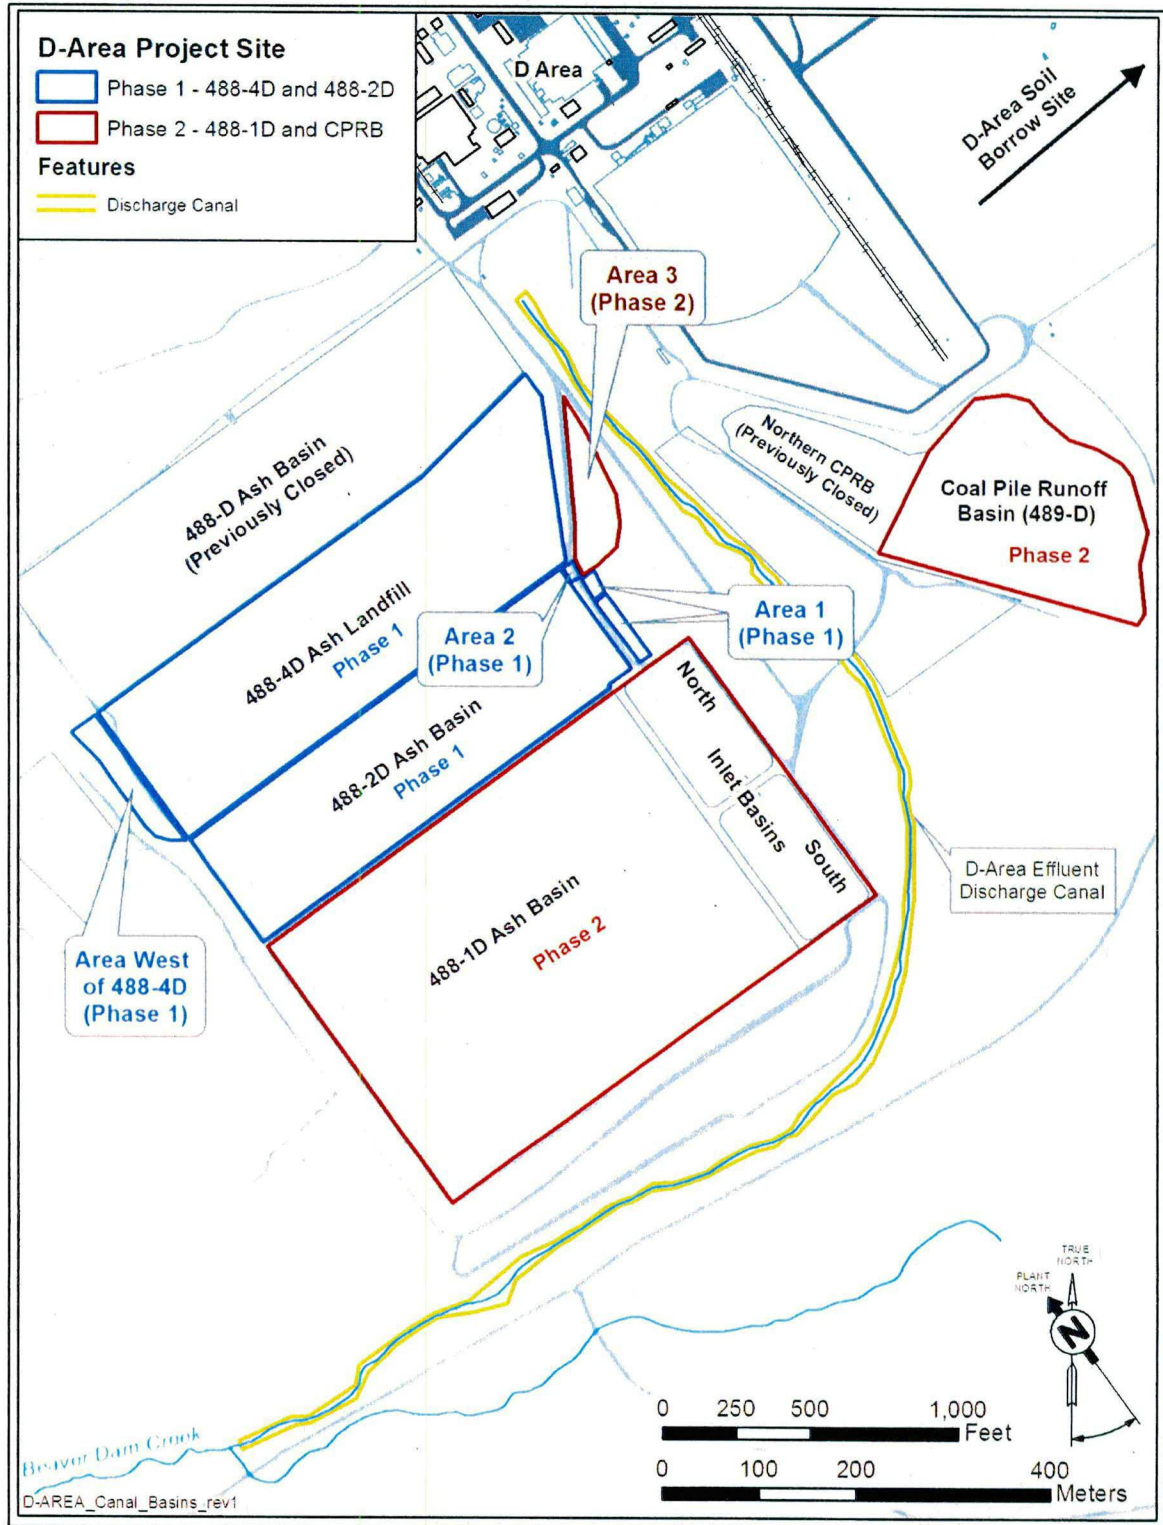 D-Area Project Site
Phase 1 - 488-4D and 488-2D
Phase 2 - 488-1D and CPRB
Features
Discharge Canal
D Area
D-Area Soil
Borrow Site
Area 3
(Phase 2)
488-D Ash Basin
(Previously Closed)
Northern CPRB
(Previously Closed)
Coal Pile Runoff
Basin (489-D)
Phase 2
488-4D Ash Landfill
Phase 1
Area 2
(Phase 1)
Area 1
(Phase 1)
488-2D Ash Basin
Phase 1
North
Inlet Basins
South
D-Area Effluent
Discharge Canal
488-1D Ash Basin
Phase 2
Area West
of 488-4D
(Phase 1)
TRUE
NORTH
PLANT
NORTH
N
0 250 500 1,000
Feet
0 100 200 400
Meters
Beaver Dam Creek
D-AREA_Canal_Basins_rev1